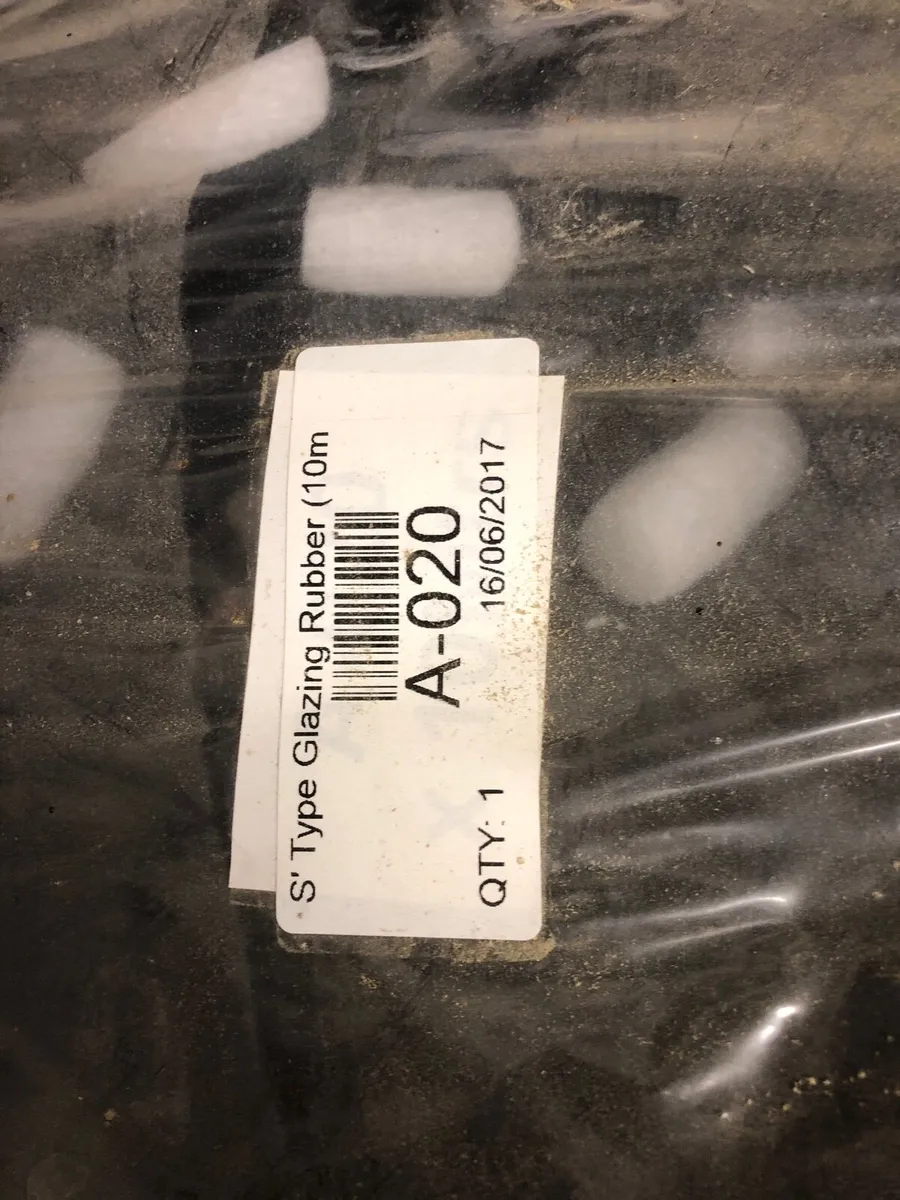 S' Type Glazing Rubber (10m
A-020
QTY: 1 16/06/2017